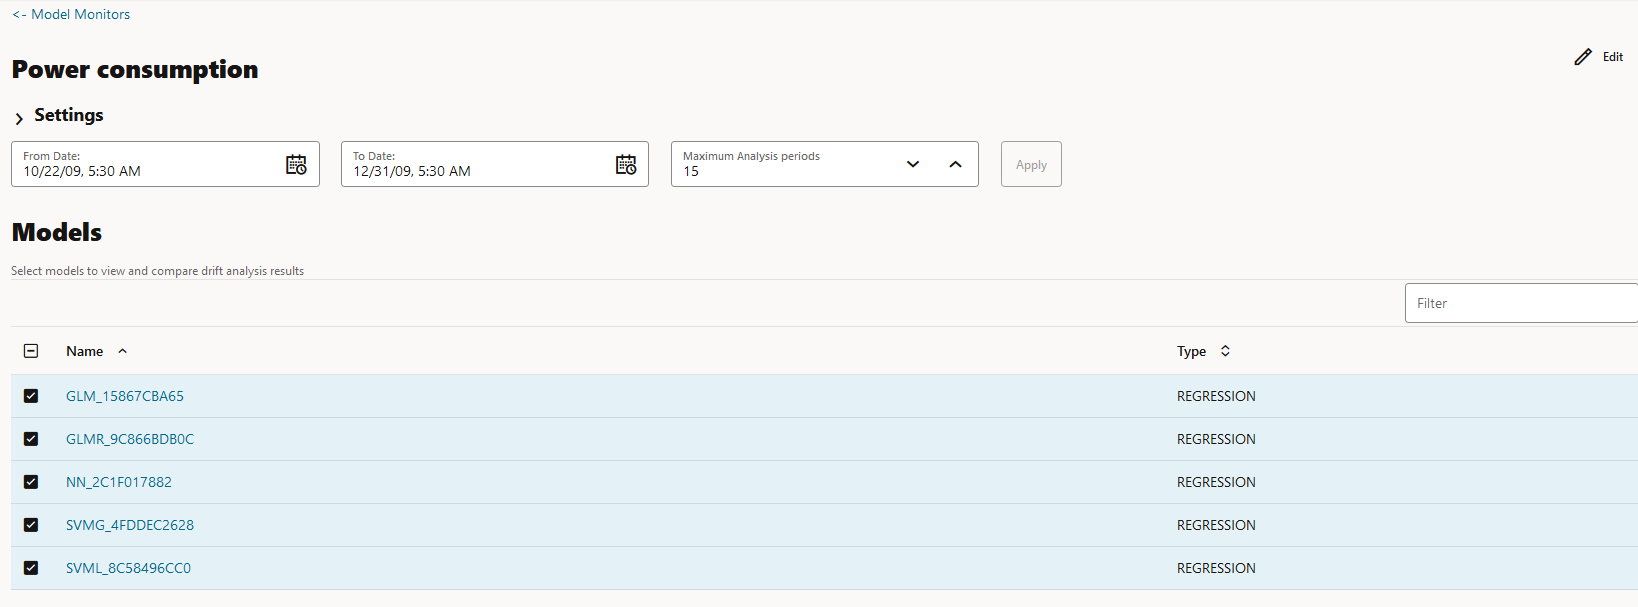 <- Model Monitors
Power consumption
Edit
Settings
From Date:
10/22/09, 5:30 AM
To Date:
12/31/09, 5:30 AM
Maximum Analysis periods
15
Apply
Models
Select models to view and compare drift analysis results
Filter
Name Type
GLM_15867CBA65 REGRESSION
GLMR_9C866BDB0C REGRESSION
NN_2C1F017882 REGRESSION
SVMG_4FDDEC2628 REGRESSION
SVML_8C58496CC0 REGRESSION